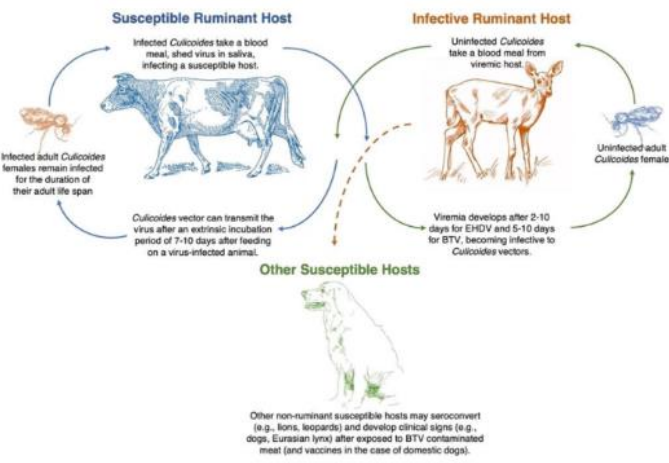 Susceptible Ruminant Host
Infected Culicoides take a blood
meal, shed virus in saliva,
infecting a susceptible host.
Infected adult Culicoides
females remain infected
for the duration of
their adult life span
Culicoides vector can transmit the
virus after an extrinsic incubation
period of 7-10 days after feeding
on a virus-infected animal.
Infective Ruminant Host
Uninfected Culicoides
take a blood meal from
viremic host.
Uninfected adult
Culicoides female
Viremia develops after 2-10
days for EHDV and 5-10 days
for BTV, becoming infective to
Culicoides vectors.
Other Susceptible Hosts
Other non-ruminant susceptible hosts may seroconvert
(e.g., lions, leopards) and develop clinical signs (e.g.,
dogs, Eurasian lynx) after exposed to BTV contaminated
meat (and vaccines in the case of domestic dogs).